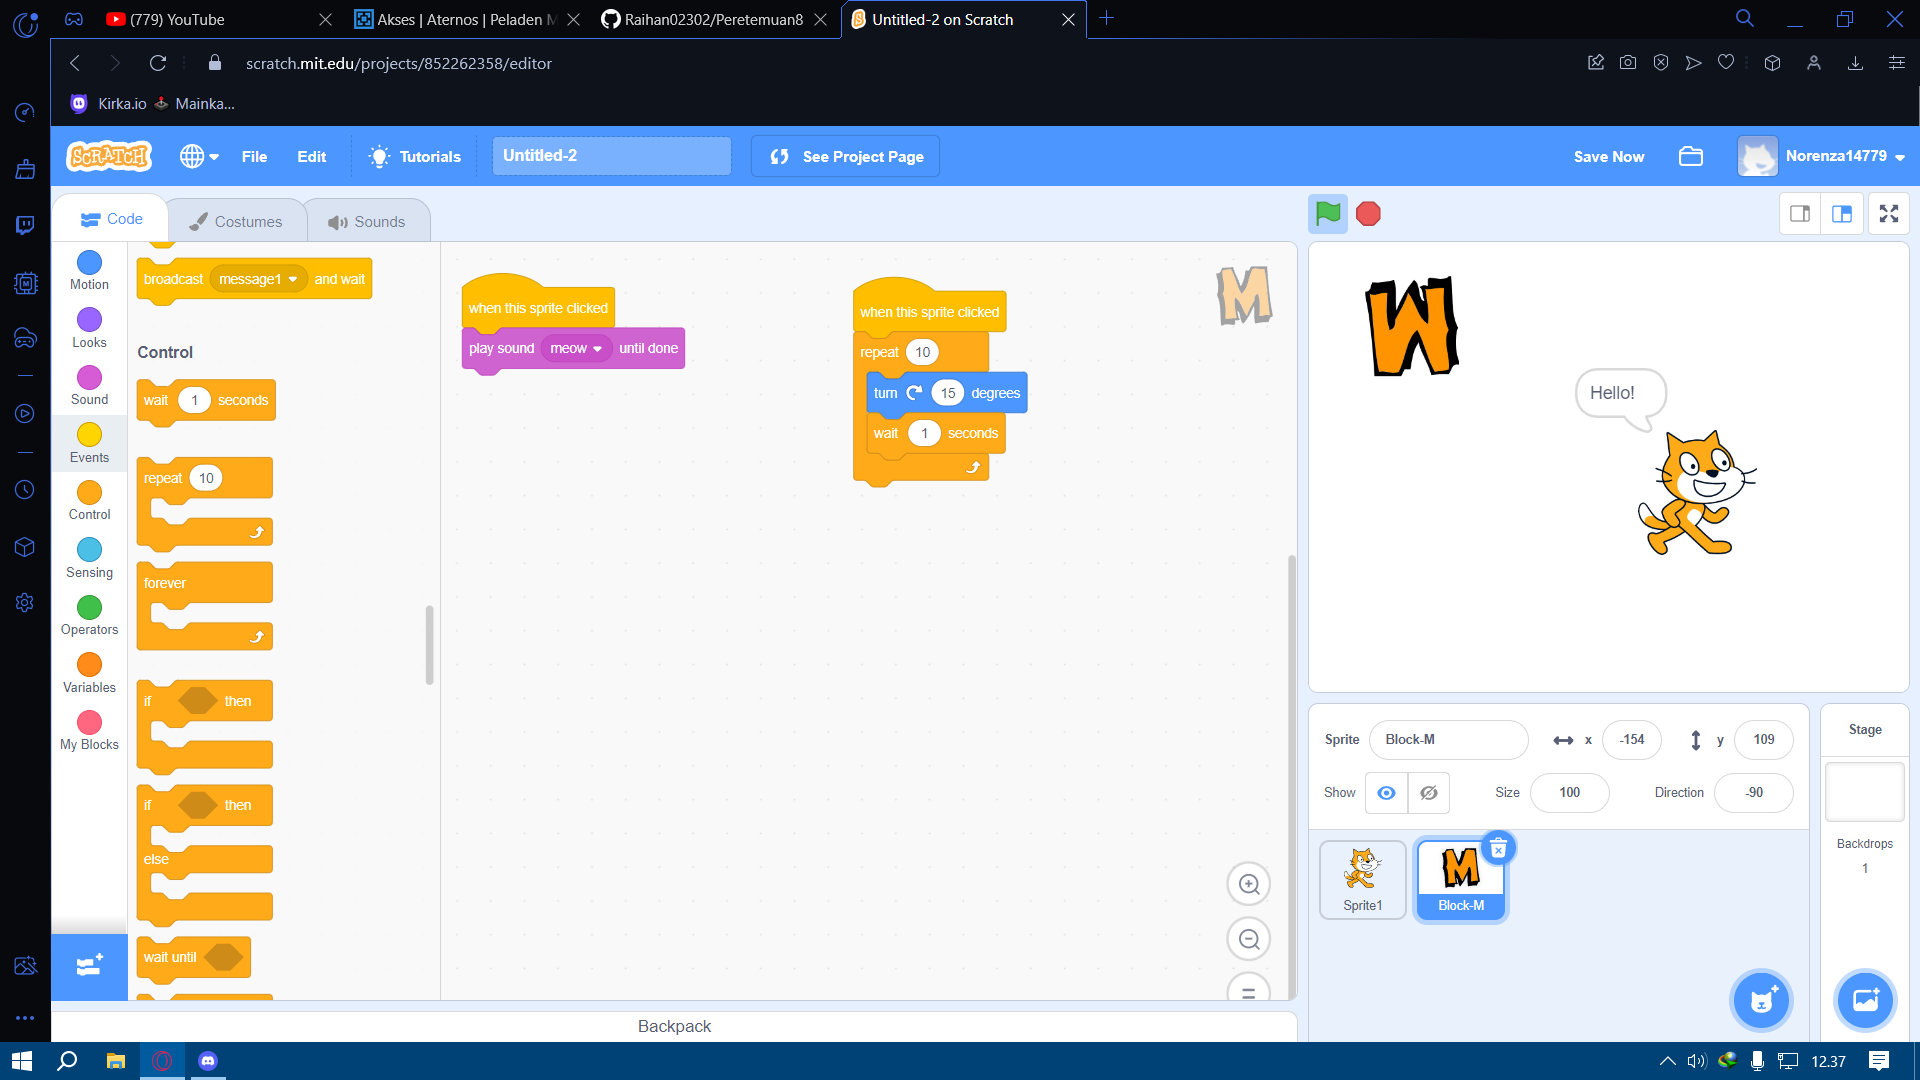 (779) YouTube
Akses | Aternos | Peladen M
Raihan02302/Peretemuan8
Untitled-2 on Scratch
scratch.mit.edu/projects/852262358/editor
Kirka.io
Mainka...
SCRATCH
File
Edit
Tutorials
Untitled-2
See Project Page
Save Now
Norenza14779
Code
Costumes
Sounds
Motion
Looks
Sound
Events
Control
Sensing
Operators
Variables
My Blocks
broadcast message1 and wait
Control
wait 1 seconds
repeat 10
forever
if then
if then
else
wait until
when this sprite clicked
play sound meow until done
when this sprite clicked
repeat 10
turn 15 degrees
wait 1 seconds
M
M
Hello!
Sprite Block-M x -154 y 109
Show Size 100 Direction -90
Sprite1
M
Block-M
Stage
Backdrops
1
Backpack
12.37